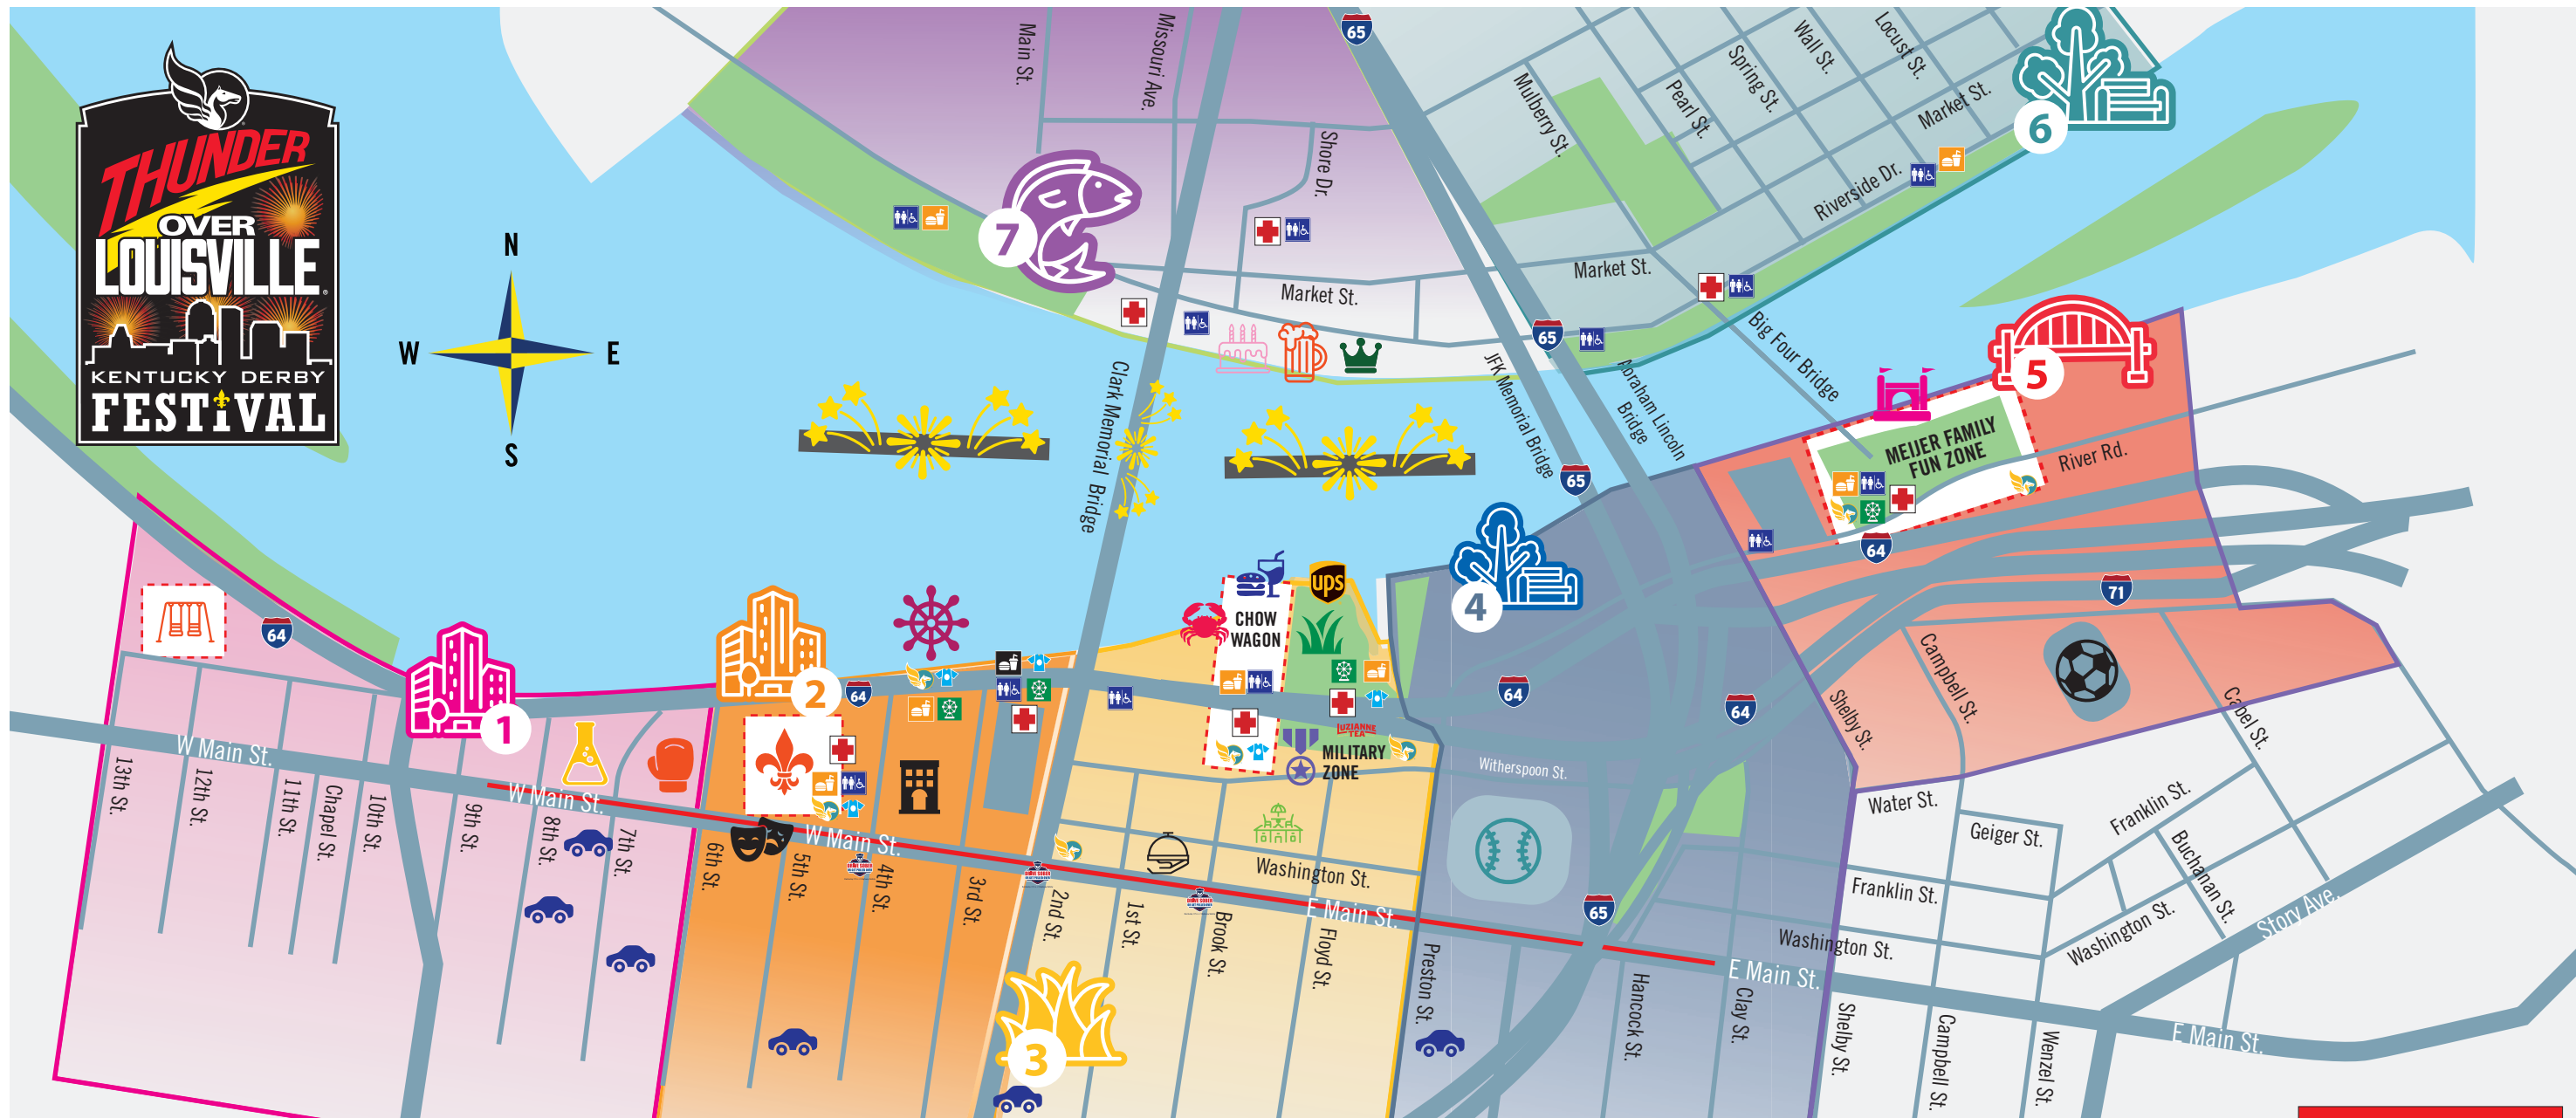 THUNDER
OVER
LOUISVILLE
KENTUCKY DERBY
FESTiVAL
N
W
E
S
Main St.
Missouri Ave.
Shore Dr.
Market St.
7
65
Mulberry St.
Pearl St.
Spring St.
Wall St.
Locust St.
Market St.
Riverside Dr.
Market St.
6
65
Big Four Bridge
JFK Memorial Bridge
Abraham Lincoln
Bridge
65
Clark Memorial Bridge
5
MEIJER FAMILY
FUN ZONE
River Rd.
64
71
4
64
64
ups
CHOW
WAGON
LUZIANNE
TEA
MILITARY
ZONE
64
1
2
64
3
W Main St.
W Main St.
W Main St.
E Main St.
E Main St.
E Main St.
13th St.
12th St.
11th St.
Chapel St.
10th St.
9th St.
8th St.
7th St.
6th St.
5th St.
4th St.
3rd St.
2nd St.
1st St.
Brook St.
Floyd St.
Preston St.
Hancock St.
Clay St.
Shelby St.
Campbell St.
Wenzel St.
Washington St.
Witherspoon St.
65
Shelby St.
Campbell St.
Cabel St.
Water St.
Geiger St.
Franklin St.
Franklin St.
Buchanan St.
Washington St.
Washington St.
Story Ave.